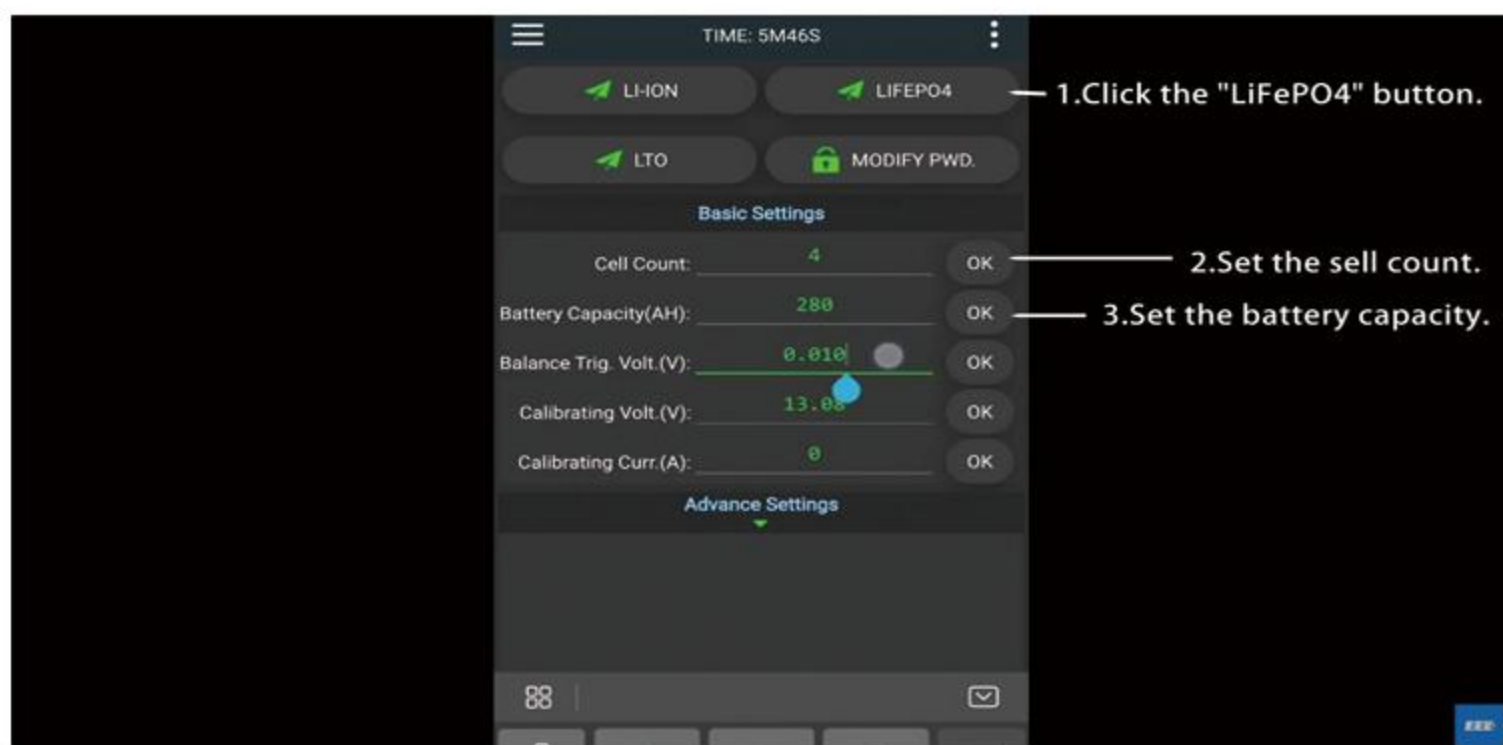 TIME: 5M46S
LI-ION
LIFEPO4
1.Click the "LiFePO4" button.
LTO
MODIFY PWD.
Basic Settings
Cell Count: 4 OK
2.Set the sell count.
Battery Capacity(AH): 280 OK
3.Set the battery capacity.
Balance Trig. Volt.(V): 0.010 OK
Calibrating Volt.(V): 13.08 OK
Calibrating Curr.(A): 0 OK
Advance Settings